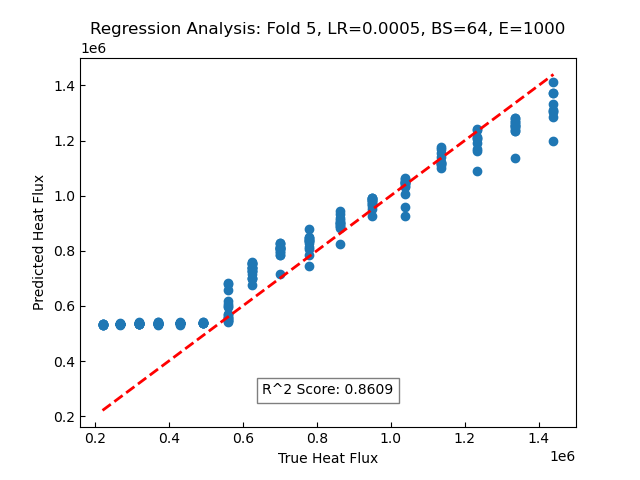 Regression Analysis: Fold 5, LR=0.0005, BS=64, E=1000
1e6
1.4
1.2
1.0
0.8
0.6
0.4
0.2
Predicted Heat Flux
R^2 Score: 0.8609
0.2 0.4 0.6 0.8 1.0 1.2 1.4
True Heat Flux
1e6